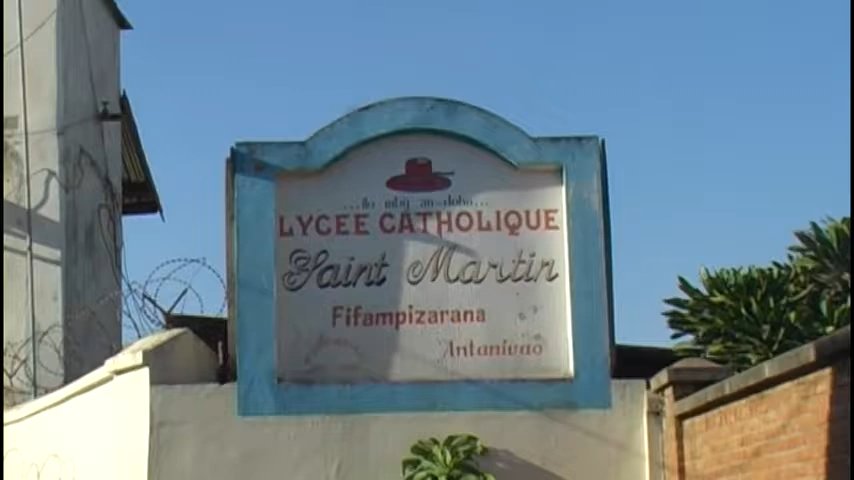 LYCEE CATHOLIQUE
Saint Martin
Fifampizarana
Antanivao